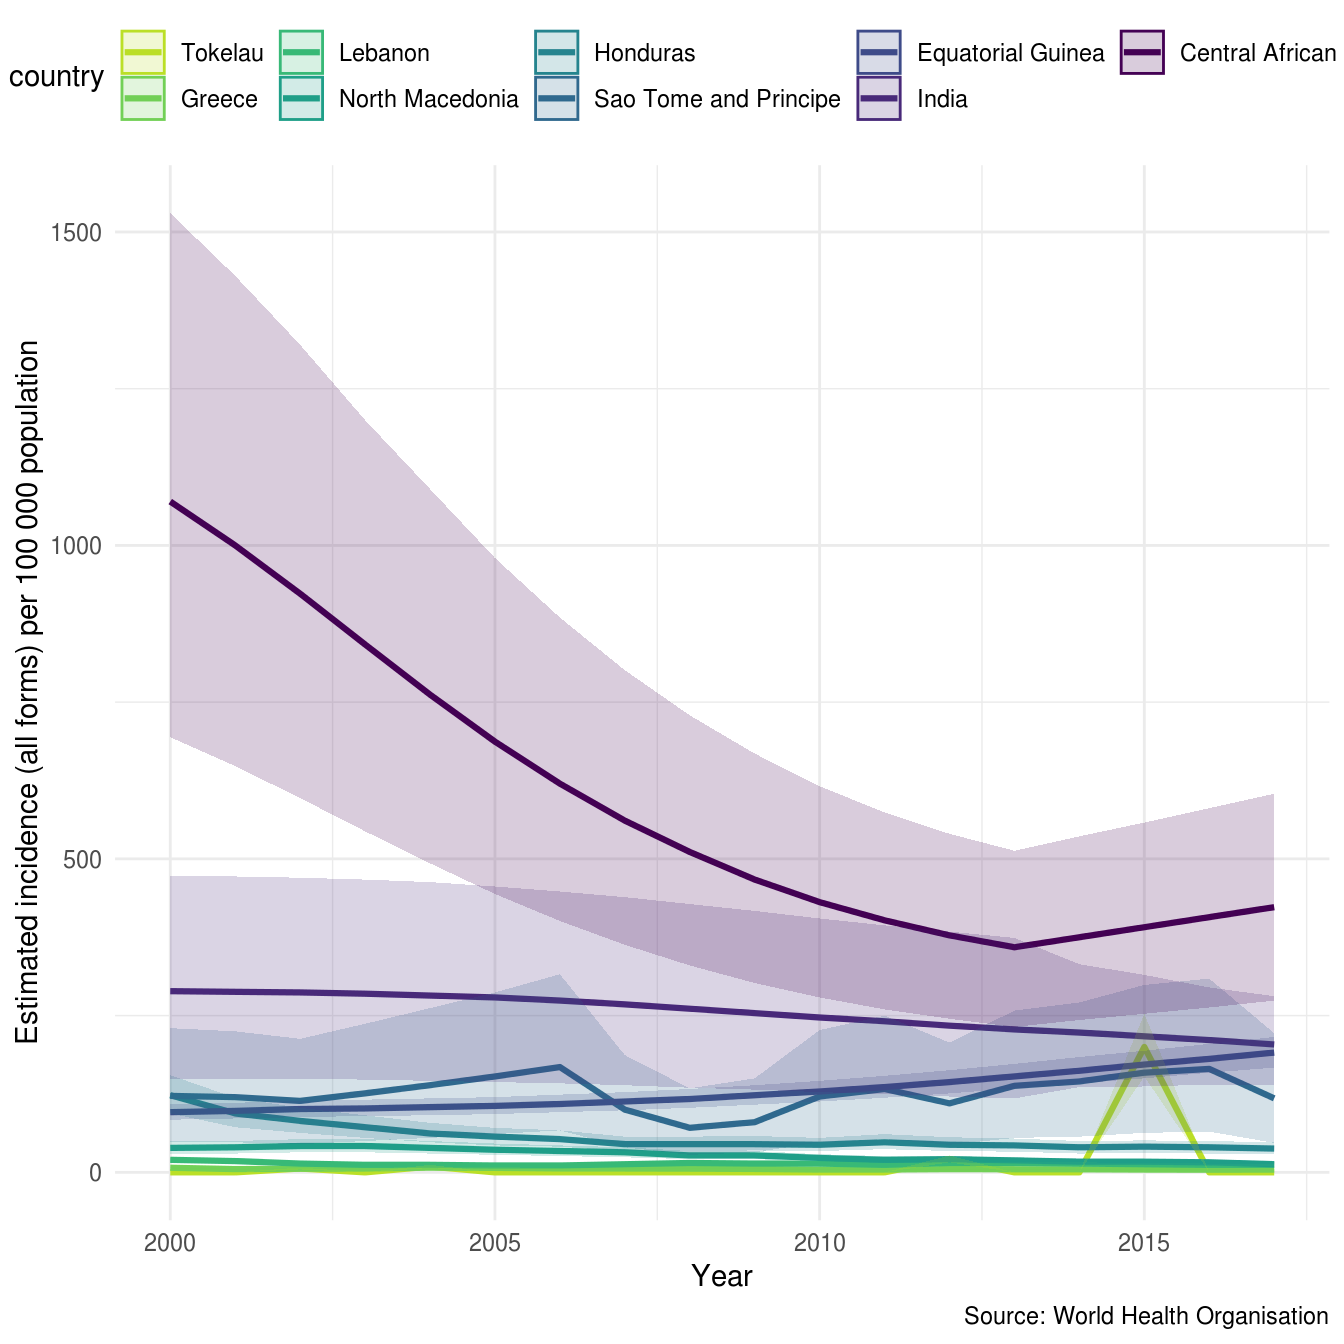 country
Tokelau Lebanon Honduras Equatorial Guinea Central African
Greece North Macedonia Sao Tome and Principe India
Estimated incidence (all forms) per 100 000 population
1500
1000
500
0
2000 2005 2010 2015
Year
Source: World Health Organisation